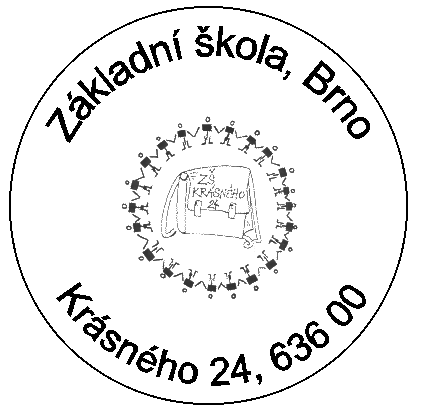 Základní škola, Brno
ZŠ
KRÁSNÉHO
24
Krásného 24, 636 00